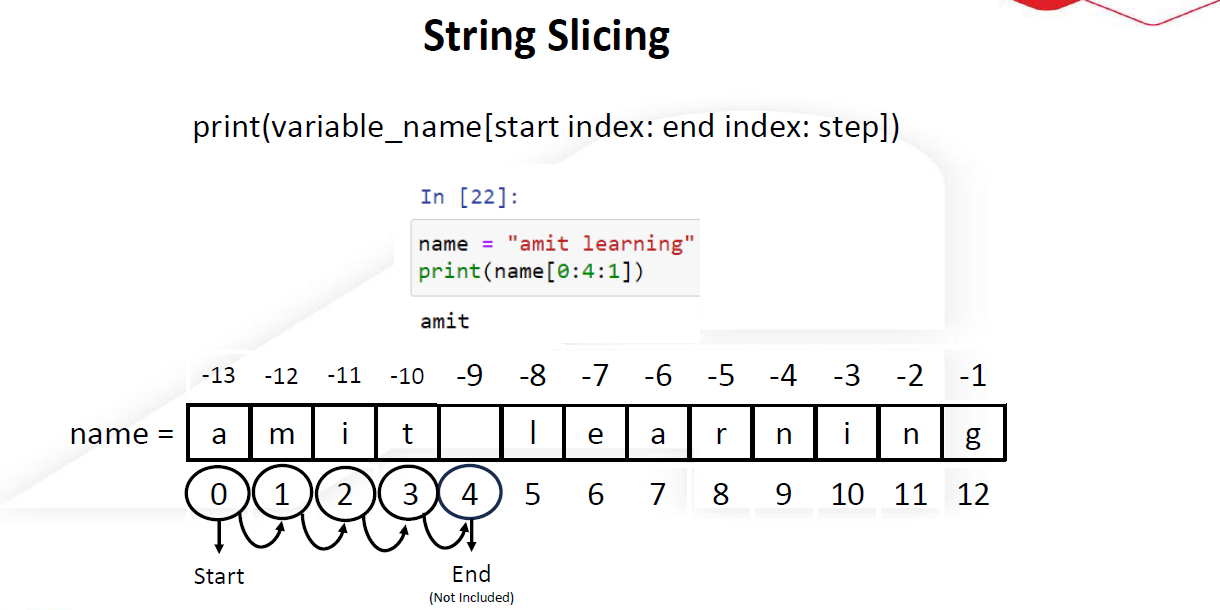 String Slicing
print(variable_name[start index: end index: step])
In [22]:
name = "amit learning"
print(name[0:4:1])
amit
-13 -12 -11 -10 -9 -8 -7 -6 -5 -4 -3 -2 -1
name = a m i t l e a r n i n g
0 1 2 3 4 5 6 7 8 9 10 11 12
Start End
(Not Included)